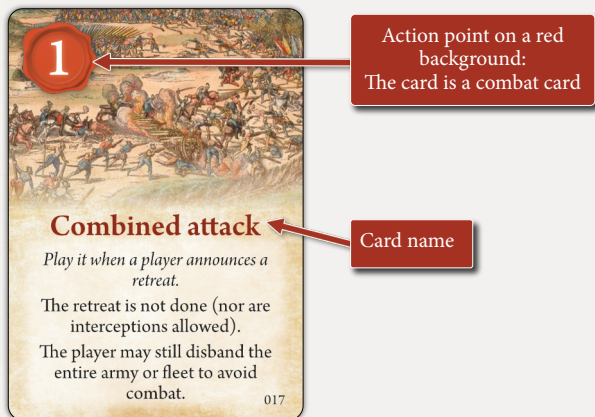 1
Action point on a red
background:
The card is a combat card
Combined attack
Card name
Play it when a player announces a
retreat.
The retreat is not done (nor are
interceptions allowed).
The player may still disband the
entire army or fleet to avoid
combat.
017